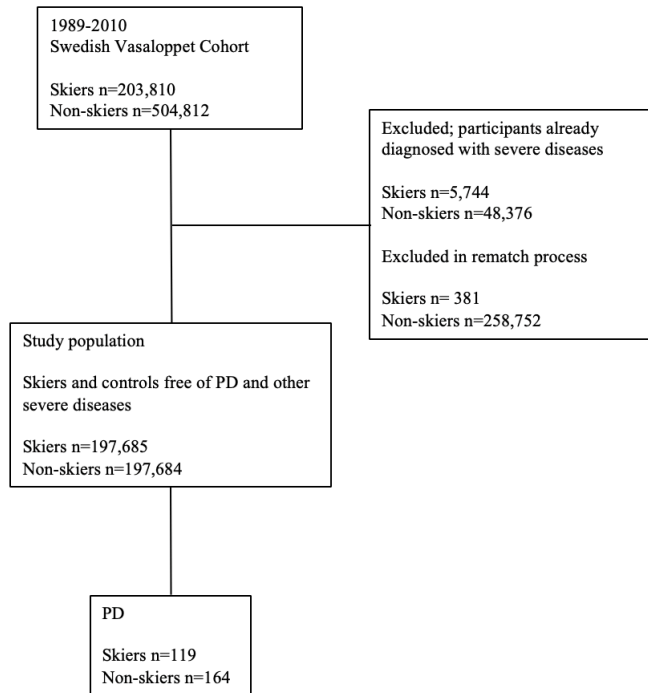 1989-2010
Swedish Vasaloppet Cohort
Skiers n=203,810
Non-skiers n=504,812
Excluded; participants already
diagnosed with severe diseases
Skiers n=5,744
Non-skiers n=48,376
Excluded in rematch process
Skiers n= 381
Non-skiers n=258,752
Study population
Skiers and controls free of PD and other
severe diseases
Skiers n=197,685
Non-skiers n=197,684
PD
Skiers n=119
Non-skiers n=164